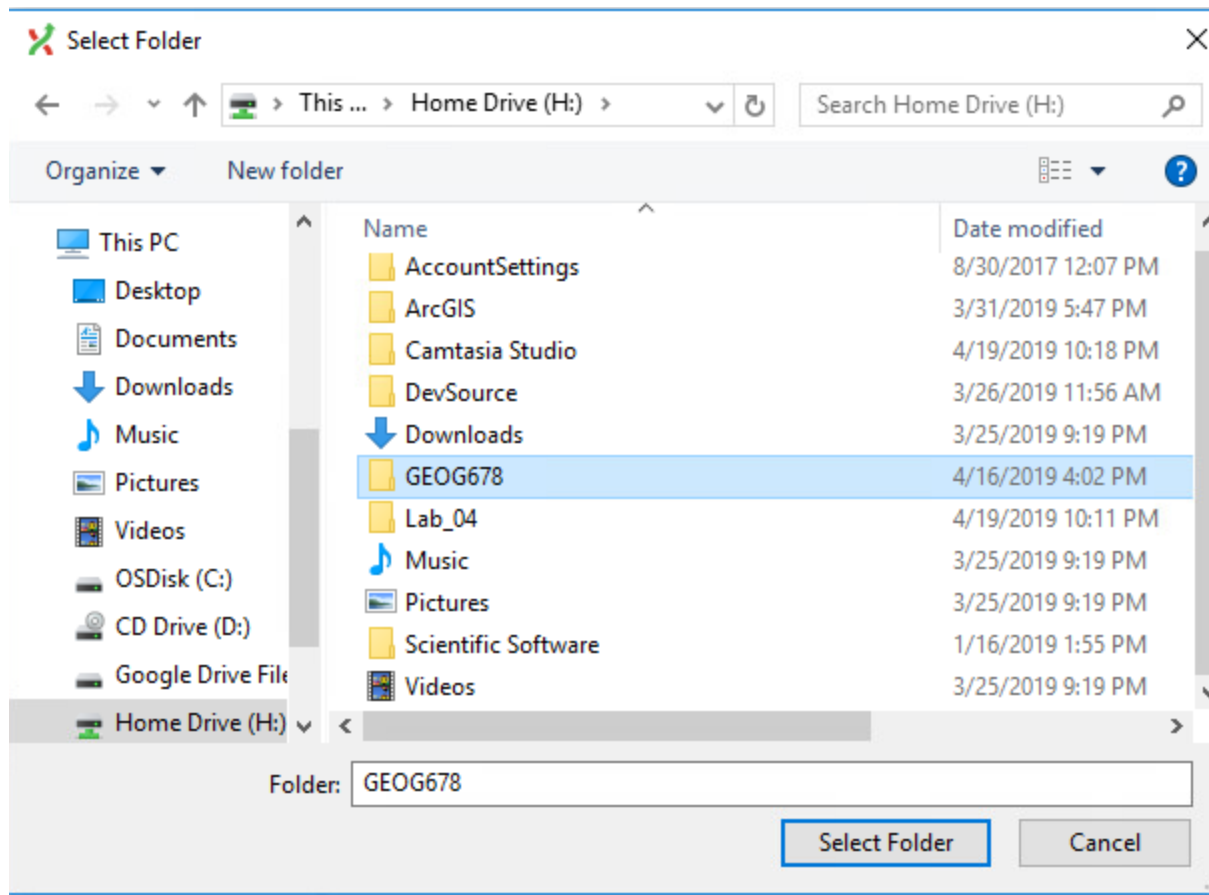 Select Folder
This ... > Home Drive (H:) >
Search Home Drive (H:)
Organize
New folder
This PC
Desktop
Documents
Downloads
Music
Pictures
Videos
OSDisk (C:)
CD Drive (D:)
Google Drive File
Home Drive (H:)
Name Date modified
AccountSettings 8/30/2017 12:07 PM
ArcGIS 3/31/2019 5:47 PM
Camtasia Studio 4/19/2019 10:18 PM
DevSource 3/26/2019 11:56 AM
Downloads 3/25/2019 9:19 PM
GEOG678 4/16/2019 4:02 PM
Lab_04 4/19/2019 10:11 PM
Music 3/25/2019 9:19 PM
Pictures 3/25/2019 9:19 PM
Scientific Software 1/16/2019 1:55 PM
Videos 3/25/2019 9:19 PM
Folder: GEOG678
Select Folder
Cancel